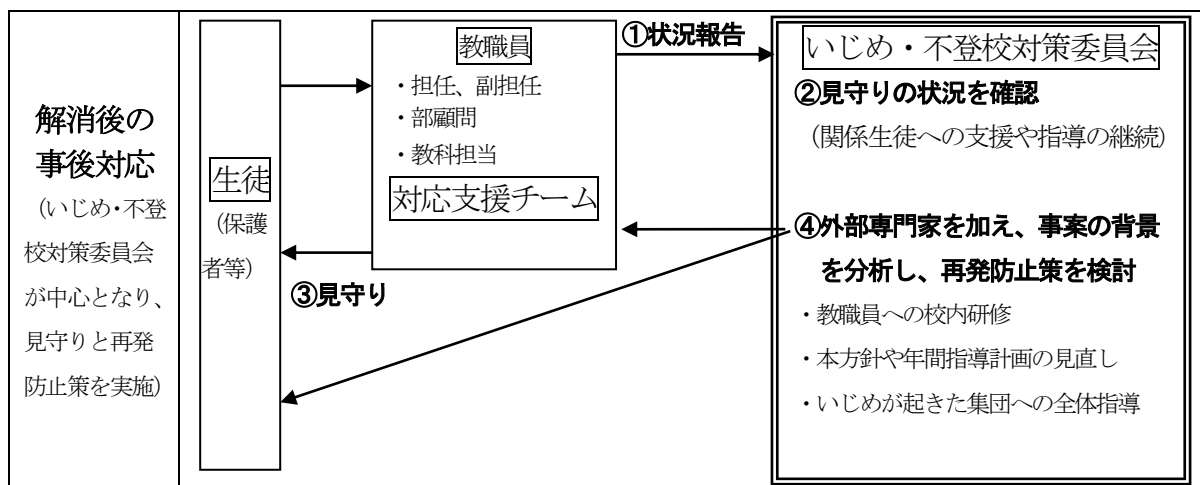 解消後の
事後対応
（いじめ・不登
校対策委員会
が中心となり、
見守りと再発
防止策を実施）
生徒
（保護
者等）
教職員
・担任、副担任
・部顧問
・教科担当
対応支援チーム
①状況報告
③見守り
いじめ・不登校対策委員会
②見守りの状況を確認
（関係生徒への支援や指導の継続）
④外部専門家を加え、事案の背景
を分析し、再発防止策を検討
・教職員への校内研修
・本方針や年間指導計画の見直し
・いじめが起きた集団への全体指導